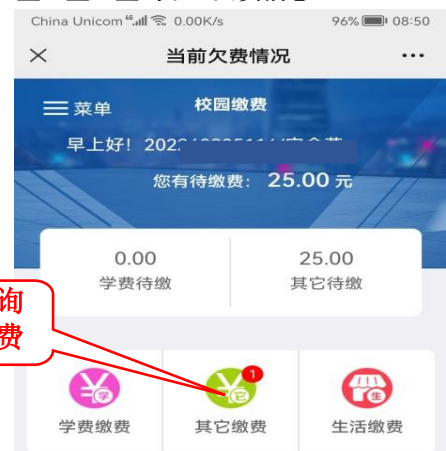 China Unicom 46 0.00K/s 96% 08:50
当前欠费情况
菜单 校园缴费
早上好！202
您有待缴费： 25.00 元
0.00 25.00
学费待缴 其它待缴
询
费
学 1 它 生
学费缴费 其它缴费 生活缴费